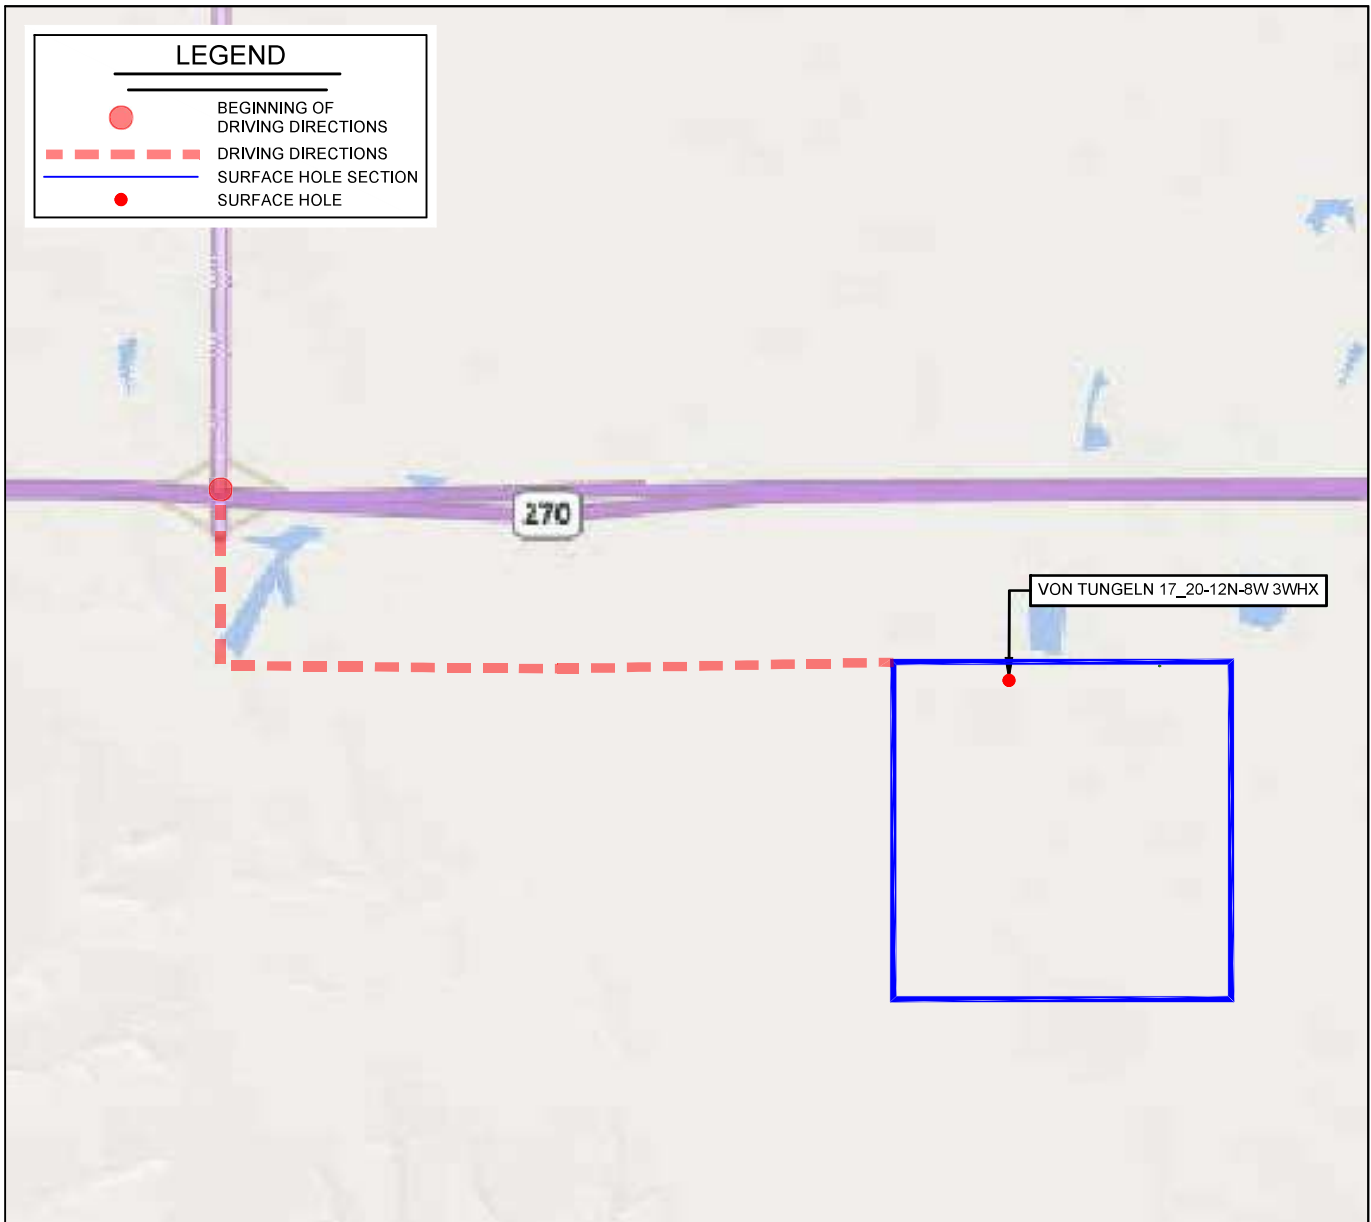 LEGEND
BEGINNING OF
DRIVING DIRECTIONS
DRIVING DIRECTIONS
SURFACE HOLE SECTION
SURFACE HOLE
270
VON TUNGELN 17_20-12N-8W 3WHX